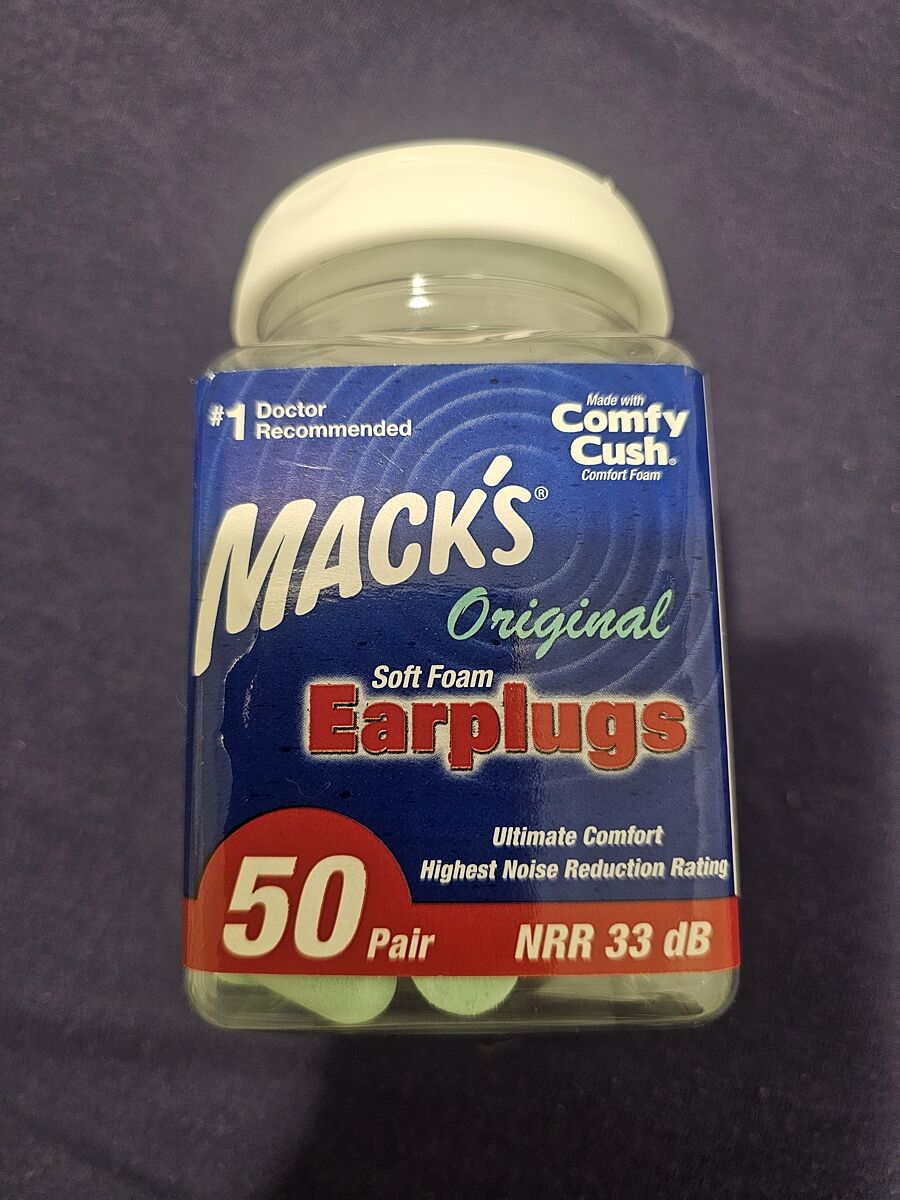 #1 Doctor
Recommended
Made with
Comfy
Cush®
Comfort Foam
MACK'S®
Original
Soft Foam
Earplugs
Ultimate Comfort
Highest Noise Reduction Rating
50 Pair
NRR 33 dB